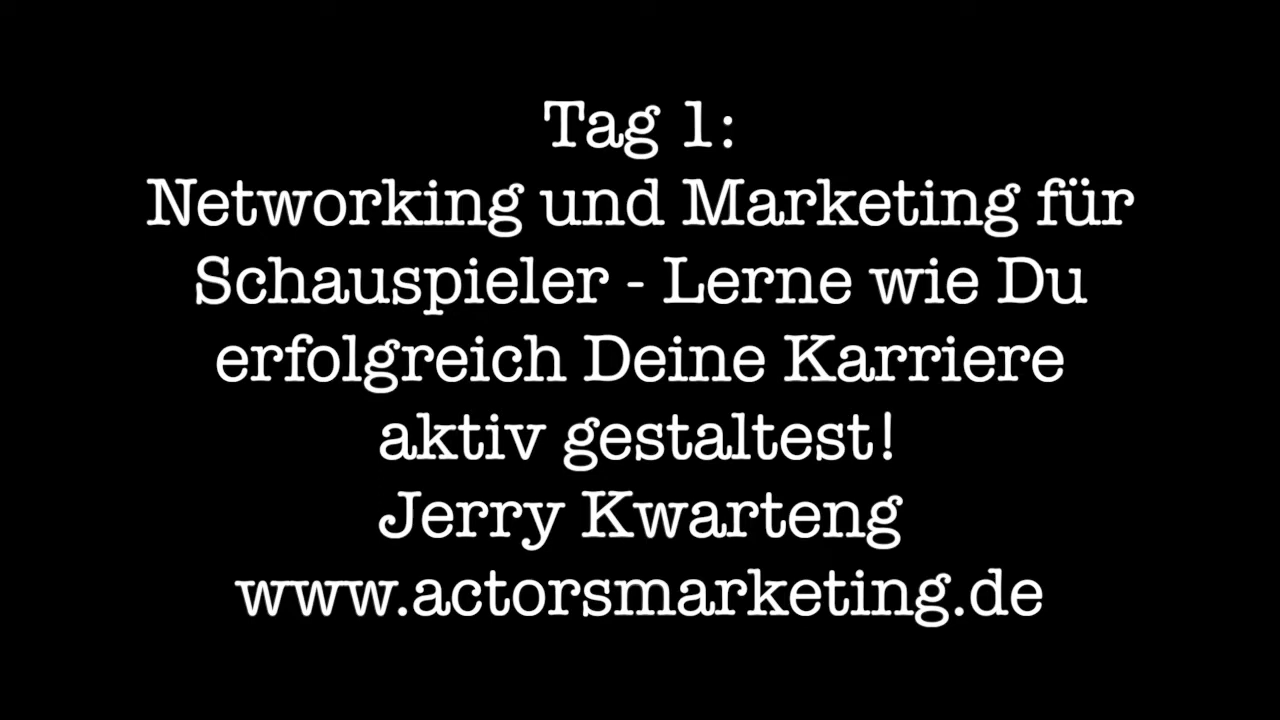 Tag 1:
Networking und Marketing für
Schauspieler - Lerne wie Du
erfolgreich Deine Karriere
aktiv gestaltest!
Jerry Kwarteng
www.actorsmarketing.de